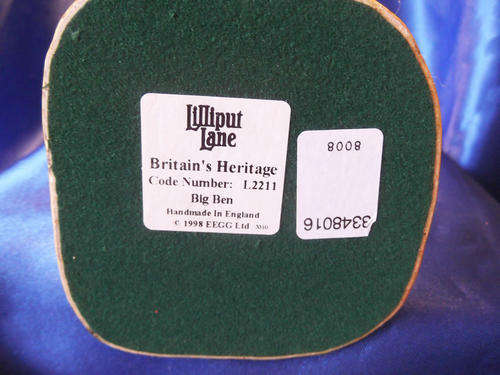 Lilliput
Lane
Britain's Heritage
Code Number: L2211
Big Ben
Handmade In England
© 1998 EEGG Ltd
8008
3348016